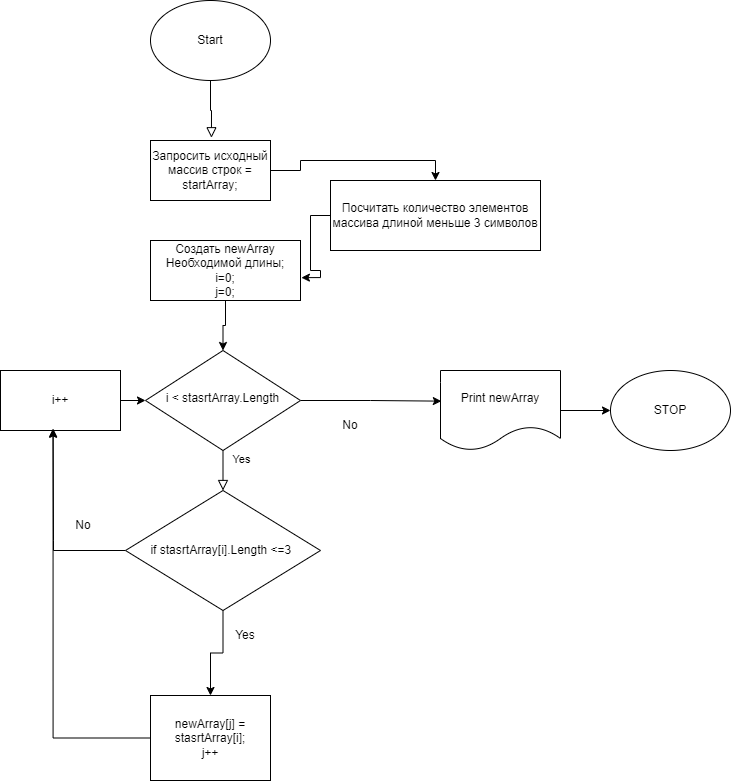 Start
Запросить исходный
массив строк =
startArray;
Посчитать количество элементов
массива длиной меньше 3 символов
Создать newArray
Необходимой длины;
i=0;
j=0;
i++
i < stasrtArray.Length
No
Print newArray
STOP
Yes
No
if stasrtArray[i].Length <=3
Yes
newArray[j] =
stasrtArray[i];
j++